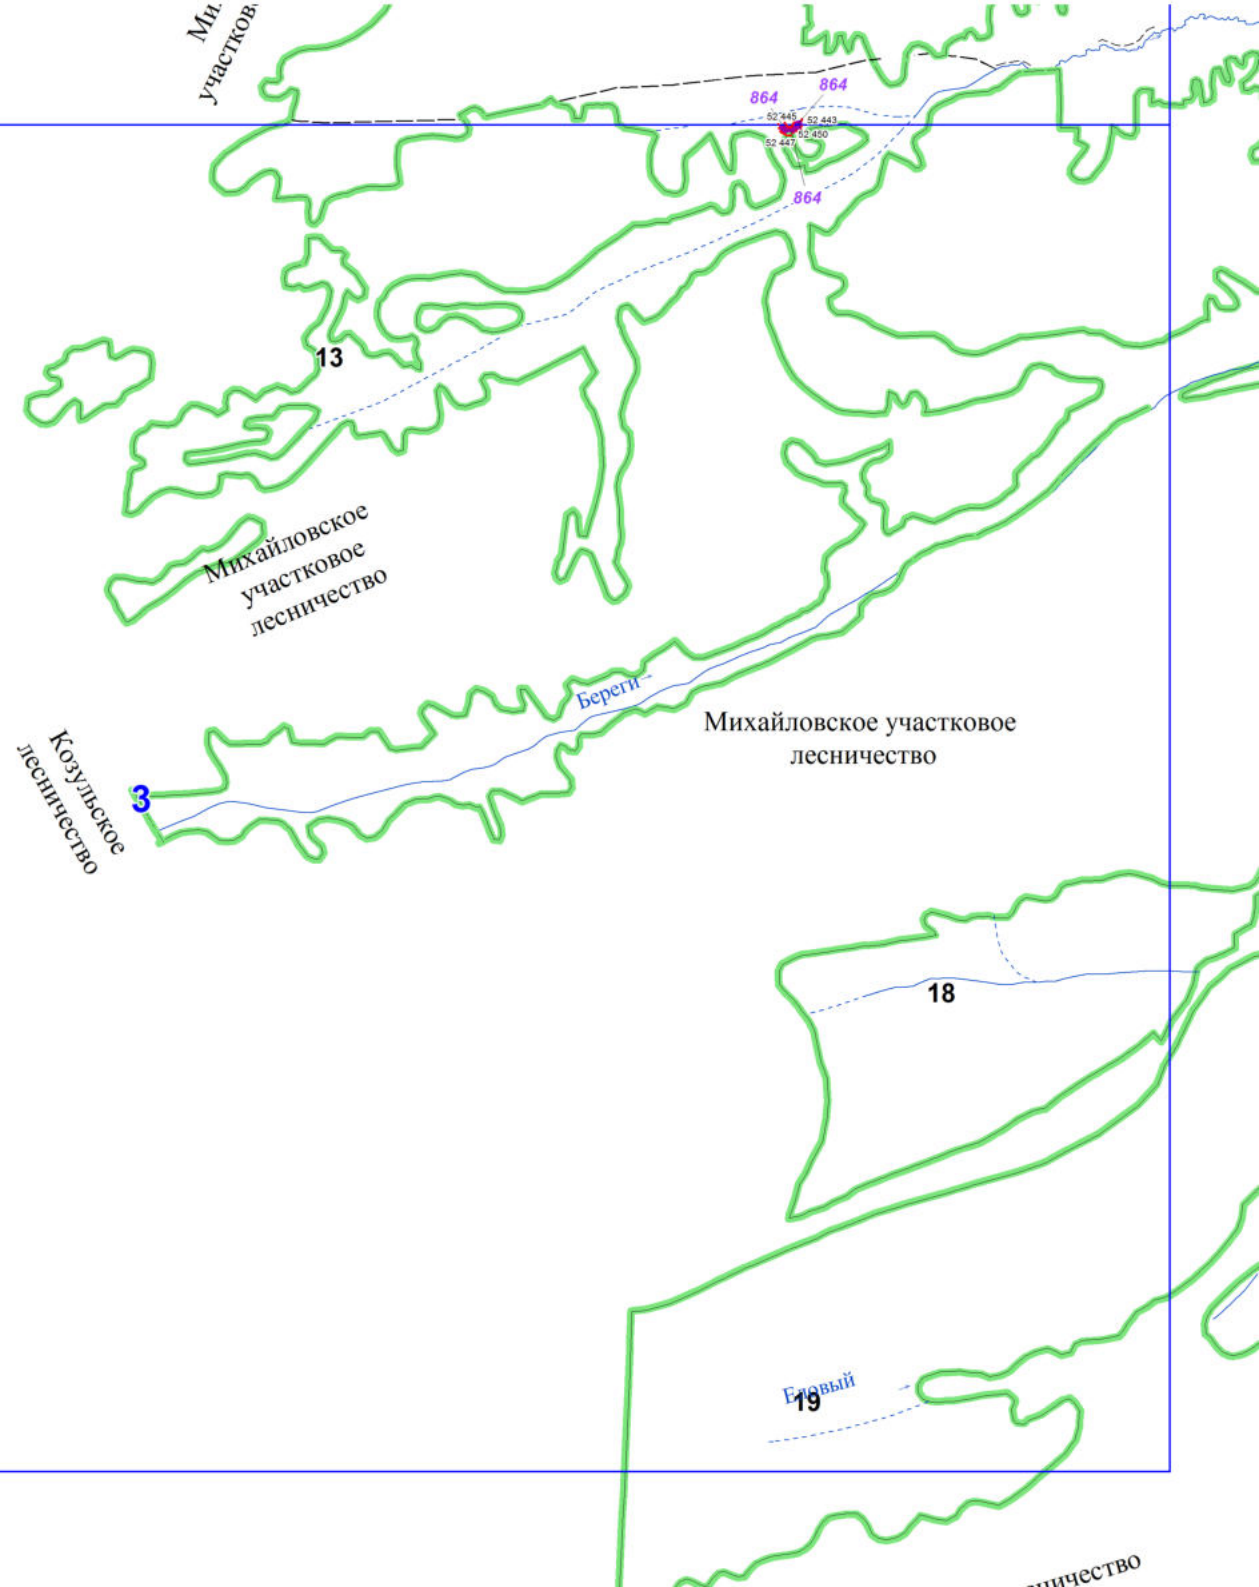 Ми
участков
864
864
52 445
52 443
52 450
52 447
864
13
Михайловское
участковое
лесничество
Береги
Михайловское участковое
лесничество
Козульское
лесничество
3
18
Еловый
19
ничество